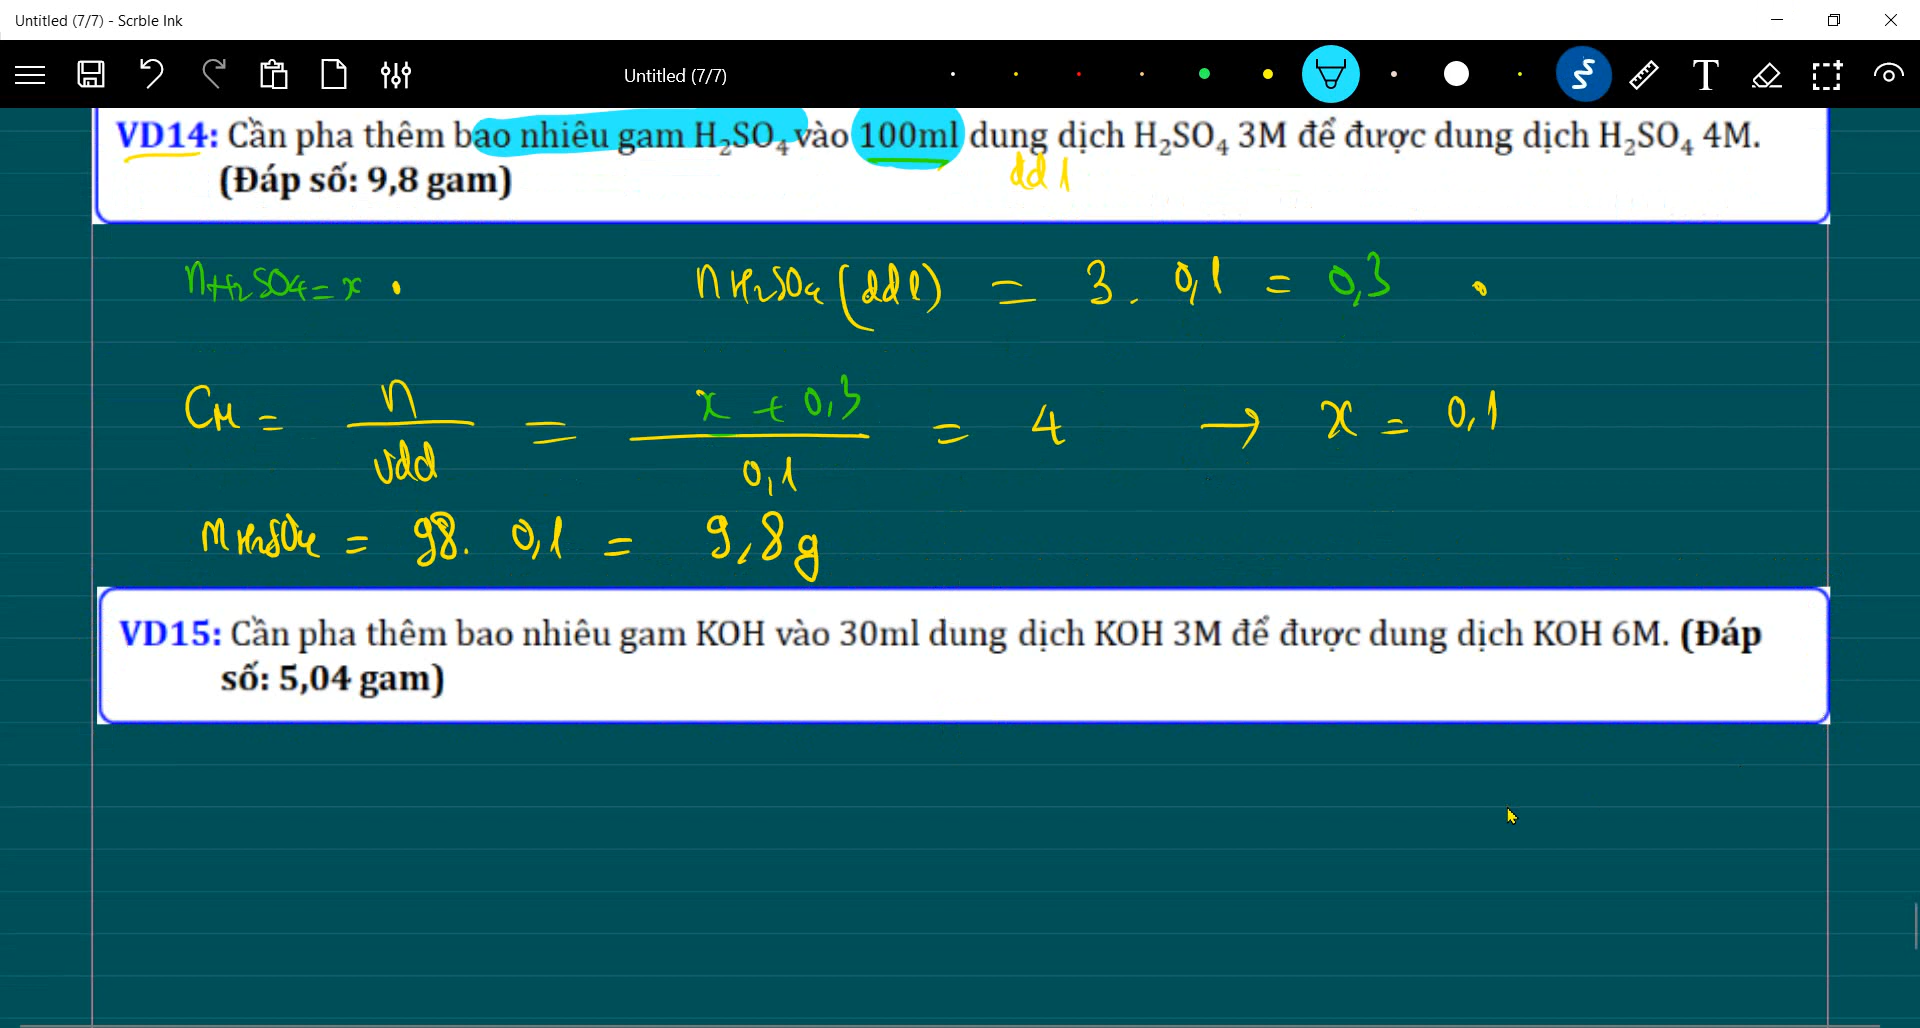 Untitled (7/7) - Scrble Ink
Untitled (7/7)
T
VD14: Cần pha thêm bao nhiêu gam H₂SO₄ vào 100ml dung dịch H₂SO₄ 3M để được dung dịch H₂SO₄ 4M.
(Đáp số: 9,8 gam)
dd 1
nH₂SO₄ = x
nH₂SO₄ (dd1) = 3 . 0,1 = 0,3
CM = n/Vdd = (x + 0,3)/0,1 = 4 → x = 0,1
mH₂SO₄ = 98. 0,1 = 9,8g
VD15: Cần pha thêm bao nhiêu gam KOH vào 30ml dung dịch KOH 3M để được dung dịch KOH 6M. (Đáp
số: 5,04 gam)